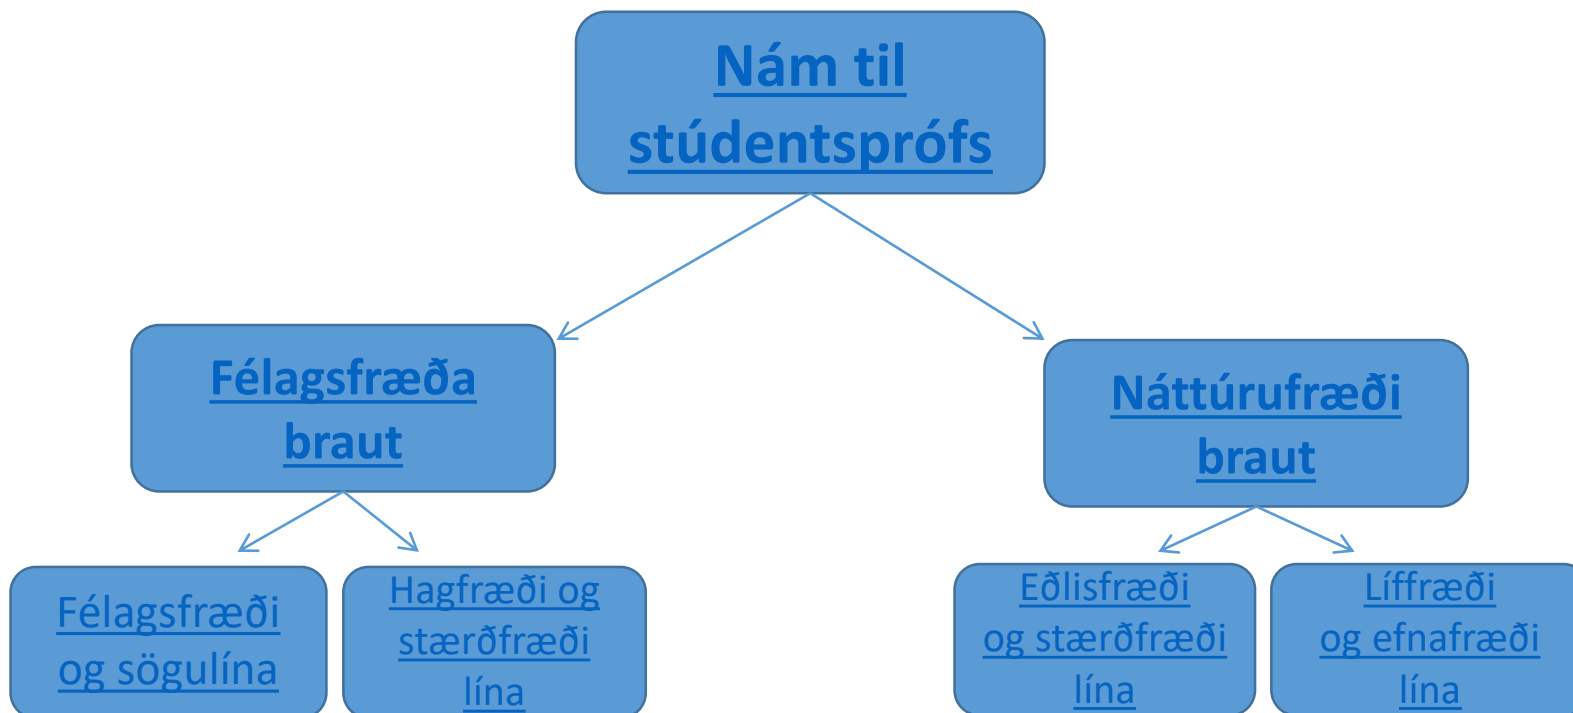 Nám til
stúdentsprófs
Félagsfræða
braut
Náttúrufræði
braut
Félagsfræði
og sögulína
Hagfræði og
stærðfræði
lína
Eðlisfræði
og stærðfræði
lína
Líffræði
og efnafræði
lína